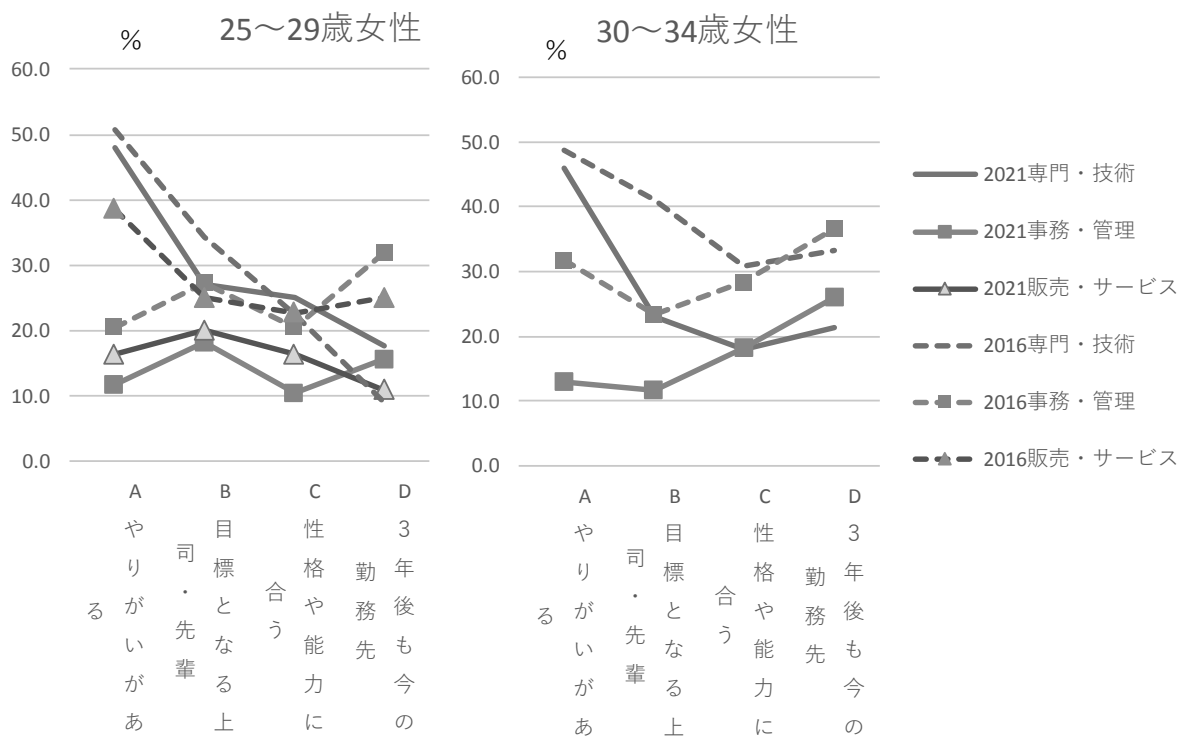 25～29歳女性
%
60.0
50.0
40.0
30.0
20.0
10.0
0.0
A
やりがいがあ
る
B
目標となる上
司・先輩
C
性格や能力に
合う
D
3年後も今の
勤務先
30～34歳女性
%
60.0
50.0
40.0
30.0
20.0
10.0
0.0
A
やりがいがあ
る
B
目標となる上
司・先輩
C
性格や能力に
合う
D
3年後も今の
勤務先
2021専門・技術
2021事務・管理
2021販売・サービス
2016専門・技術
2016事務・管理
2016販売・サービス